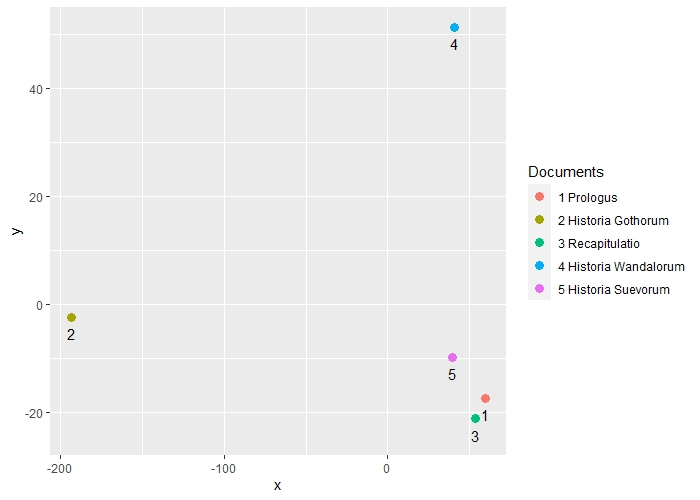 4
40
20
y
0
2
5
-20
1
3
-200
-100
0
x
Documents
1 Prologus
2 Historia Gothorum
3 Recapitulatio
4 Historia Wandalorum
5 Historia Suevorum